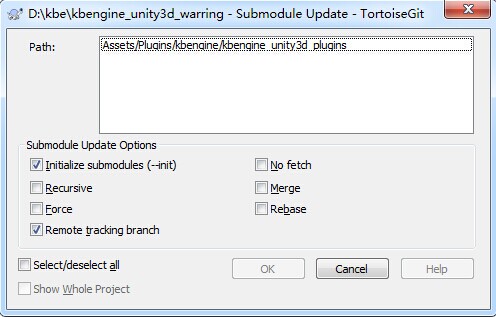 D:\kbe\kbengine_unity3d_warring - Submodule Update - TortoiseGit
Path:
Assets/Plugins/kbengine/kbengine_unity3d_plugins
Submodule Update Options
Initialize submodules (--init)
No fetch
Recursive
Merge
Force
Rebase
Remote tracking branch
Select/deselect all
OK
Cancel
Help
Show Whole Project